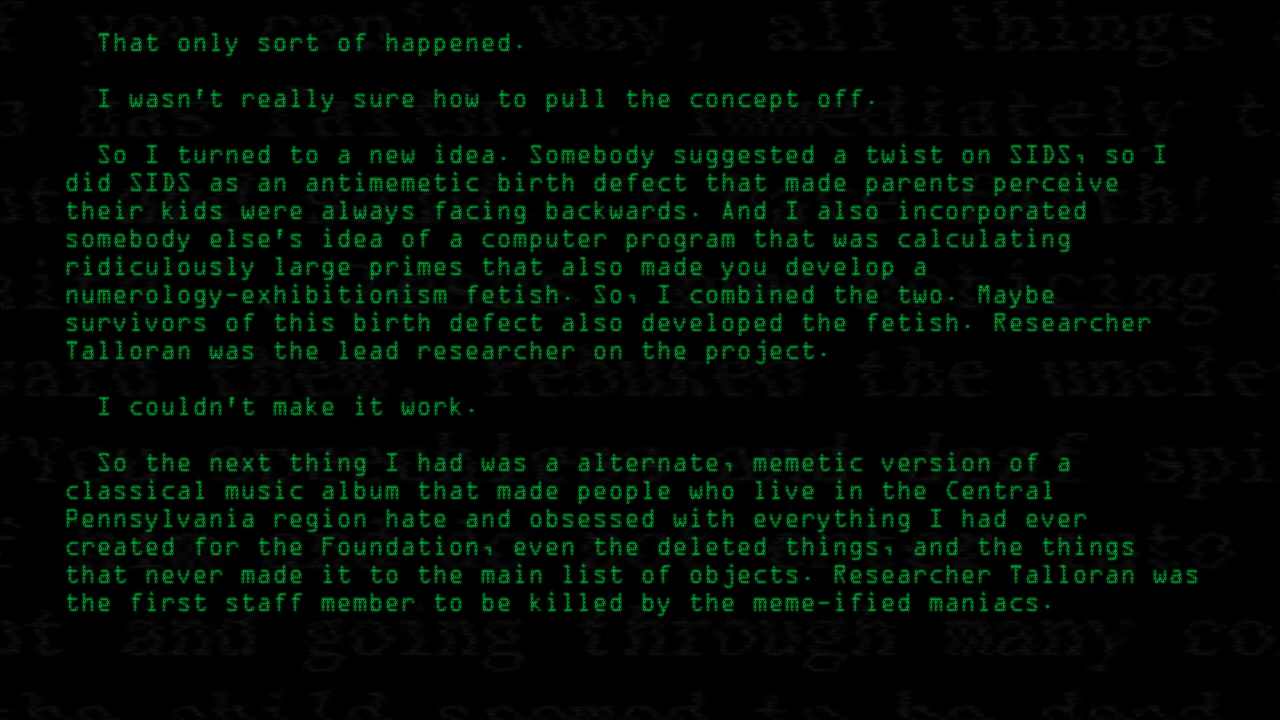 That only sort of happened.
I wasn't really sure how to pull the concept off.
So I turned to a new idea. Somebody suggested a twist on SIDS, so I
did SIDS as an antimemetic birth defect that made parents perceive
their kids were always facing backwards. And I also incorporated
somebody else's idea of a computer program that was calculating
ridiculously large primes that also made you develop a
numerology-exhibitionism fetish. So, I combined the two. Maybe
survivors of this birth defect also developed the fetish. Researcher
Talloran was the lead researcher on the project.
I couldn't make it work.
So the next thing I had was a alternate, memetic version of a
classical music album that made people who live in the Central
Pennsylvania region hate and obsessed with everything I had ever
created for the Foundation, even the deleted things, and the things
that never made it to the main list of objects. Researcher Talloran was
the first staff member to be killed by the meme-ified maniacs.